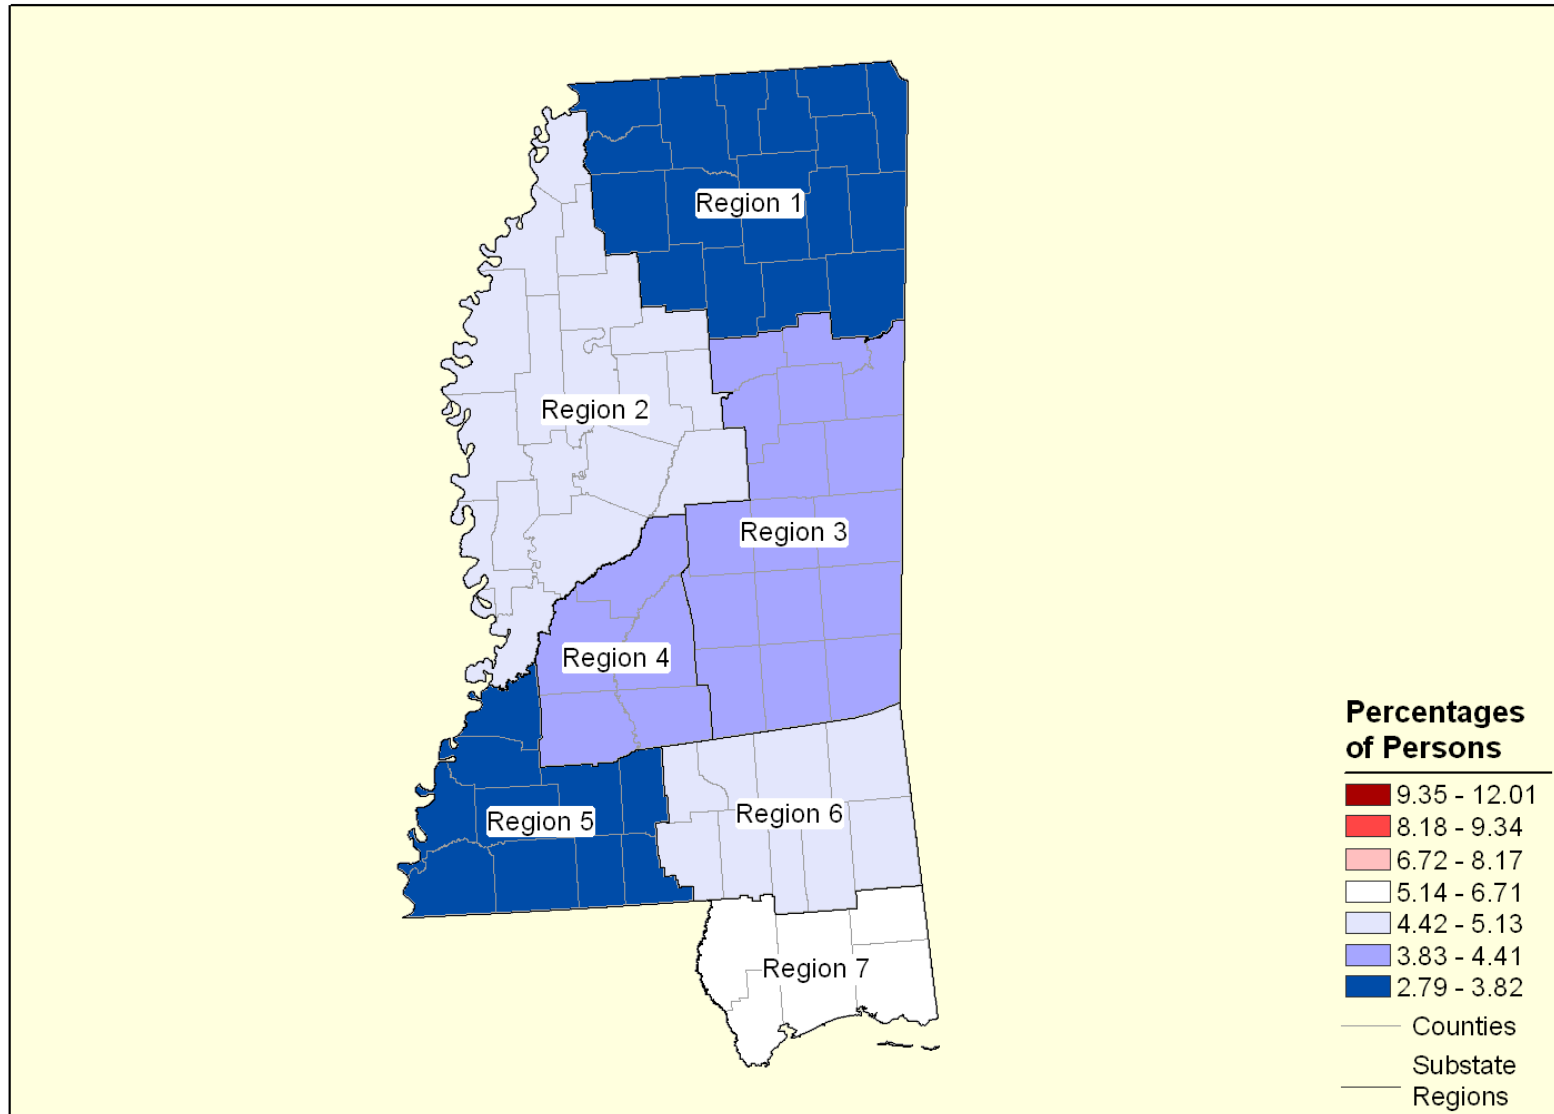 Region 1
Region 2
Region 3
Region 4
Region 5
Region 6
Region 7
Percentages
of Persons
9.35 - 12.01
8.18 - 9.34
6.72 - 8.17
5.14 - 6.71
4.42 - 5.13
3.83 - 4.41
2.79 - 3.82
Counties
Substate
Regions